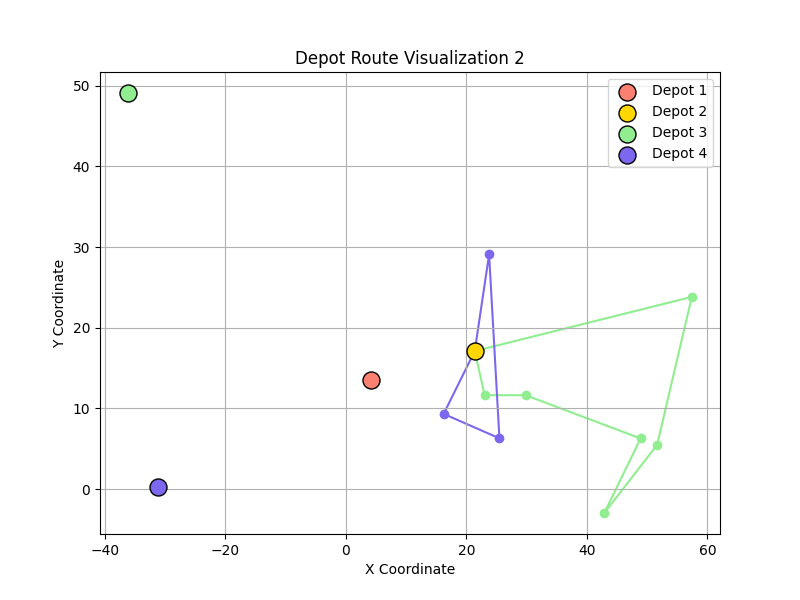 Depot Route Visualization 2
Depot 1
Depot 2
Depot 3
Depot 4
Y Coordinate
50
40
30
20
10
0
−40
−20
0
20
40
60
X Coordinate